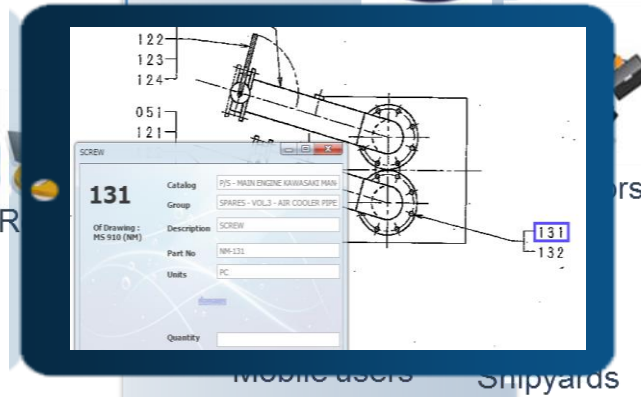 122
123
124
051
121
SCREW
131
Of Drawing :
MS 910 (NM)
Catalog P/S - MAIN ENGINE KAWASAKI MAN-
Group SPARES - VOL.3 - AIR COOLER PIPE
Description SCREW
Part No NM-131
Units PC
Quantity
131
132
R
ors
Mobile users
Shipyards